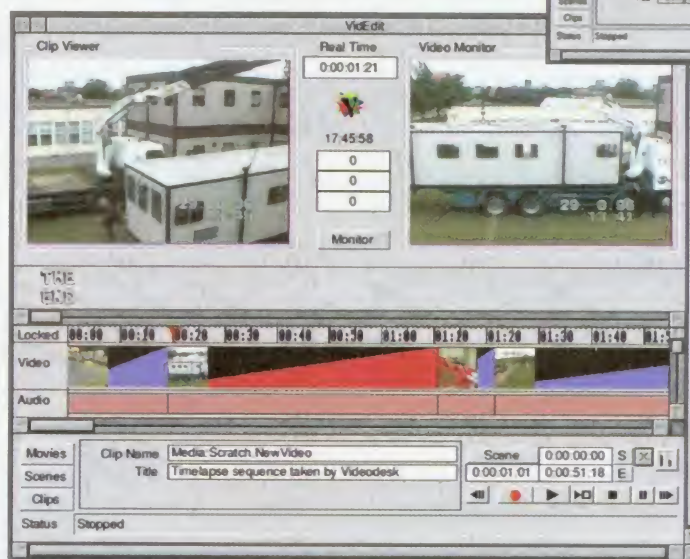 Clips
Status Stopped
VidEdit
Clip Viewer
Real Time
Video Monitor
0:00:01:21
17:45:58
0
0
0
Monitor
THE
END
Locked 00:00 00:10 00:20 00:30 00:40 00:50 01:00 01:10 01:20 01:30 01:40
Video
Audio
Movies
Scenes
Clips
Clip Name Media:Scratch.NewVideo
Title Timelapse sequence taken by Videodesk
Scene 0:00:00:00 S
0:00:01:01 0:00:51:18 E
Status Stopped